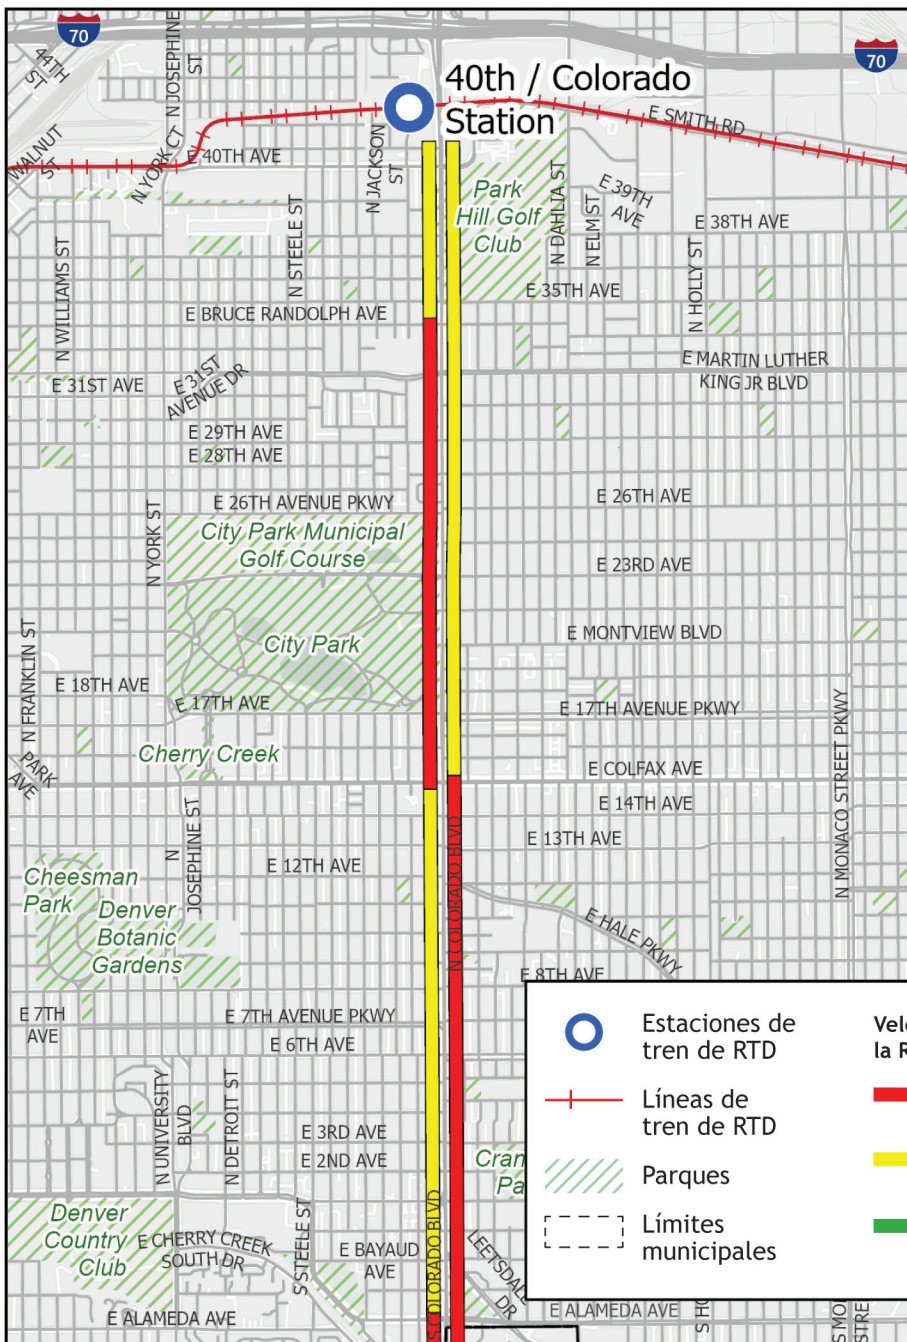 70
70
44TH
ST
N JOSEPHINE
ST
40th / Colorado
Station
E SMITH RD
WALNUT
ST
N YORK CT
E 40TH AVE
N JACKSON
ST
Park
Hill Golf
Club
N DAHLIA ST
E 39TH
AVE
N ELM ST
E 38TH AVE
N STEELE ST
N WILLIAMS ST
N HOLLY ST
E 35TH AVE
E BRUCE RANDOLPH AVE
E MARTIN LUTHER
KING JR BLVD
E 31ST AVE
E 31ST
AVENUE DR
E 29TH AVE
E 28TH AVE
E 26TH AVENUE PKWY
E 26TH AVE
City Park Municipal
Golf Course
N YORK ST
E 23RD AVE
E MONTVIEW BLVD
City Park
N FRANKLIN ST
E 18TH AVE
E 17TH AVE
E 17TH AVENUE PKWY
Cherry Creek
PARK
AVE
E COLFAX AVE
N MONACO STREET PKWY
E 14TH AVE
E 13TH AVE
N
JOSEPHINE ST
E 12TH AVE
N COLORADO BLVD
Cheesman
Park
Denver
Botanic
Gardens
E HALE PKWY
E 8TH AVE
E 7TH
AVE
E 7TH AVENUE PKWY
E 6TH AVE
N UNIVERSITY
BLVD
N DETROIT ST
E 3RD AVE
E 2ND AVE
Cran
Pa
Denver
Country
Club
E CHERRY CREEK
SOUTH DR
S STEELE ST
E BAYAUD
AVE
S COLORADO BLVD
LEETSDALE
DR
E ALAMEDA AVE
E ALAMEDA AVE
S HO
S MO
STRE
Estaciones de
tren de RTD
Líneas de
tren de RTD
Parques
Límites
municipales
Velo
la R